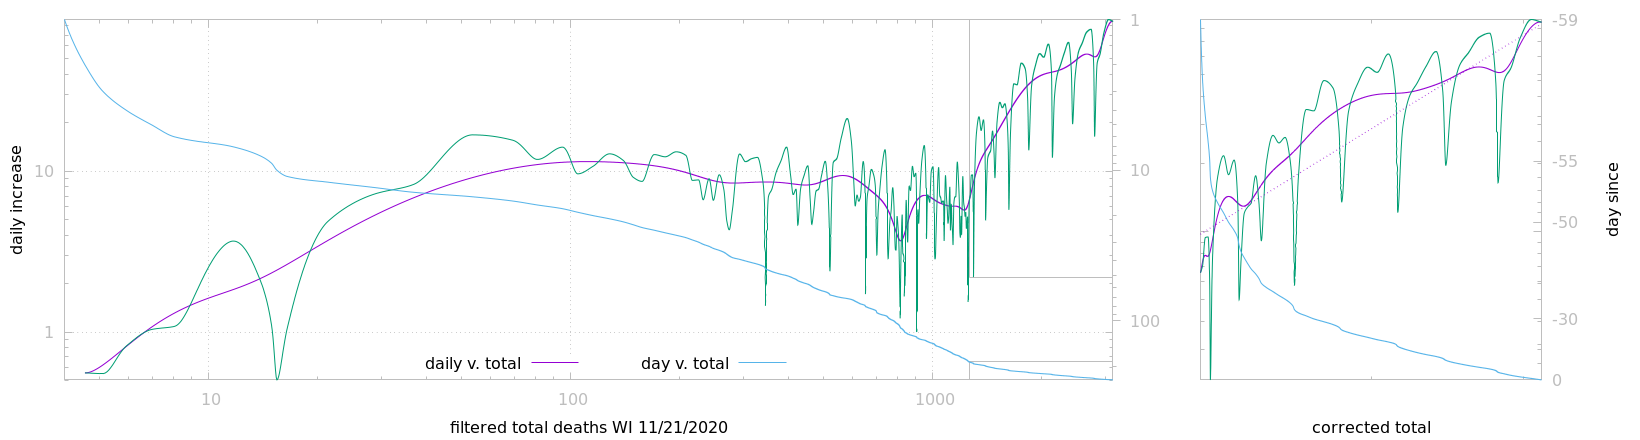 daily increase
10
1
daily v. total
day v. total
10
100
1000
filtered total deaths WI 11/21/2020
1
10
100
-59
-55
-50
-30
0
day since
corrected total